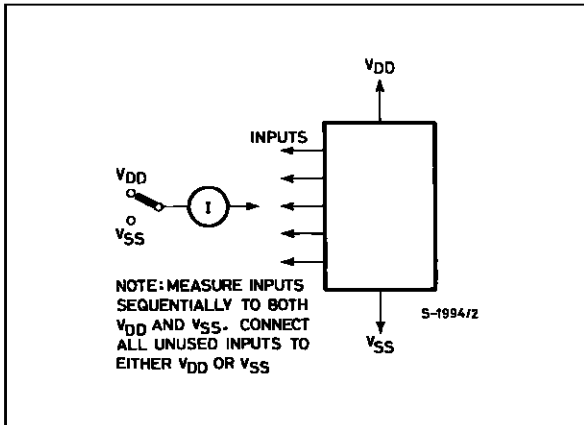 VDD
INPUTS
VDD
I
VSS
NOTE: MEASURE INPUTS
SEQUENTIALLY TO BOTH
VDD AND VSS. CONNECT
ALL UNUSED INPUTS TO
EITHER VDD OR VSS
S-1994/2
VSS